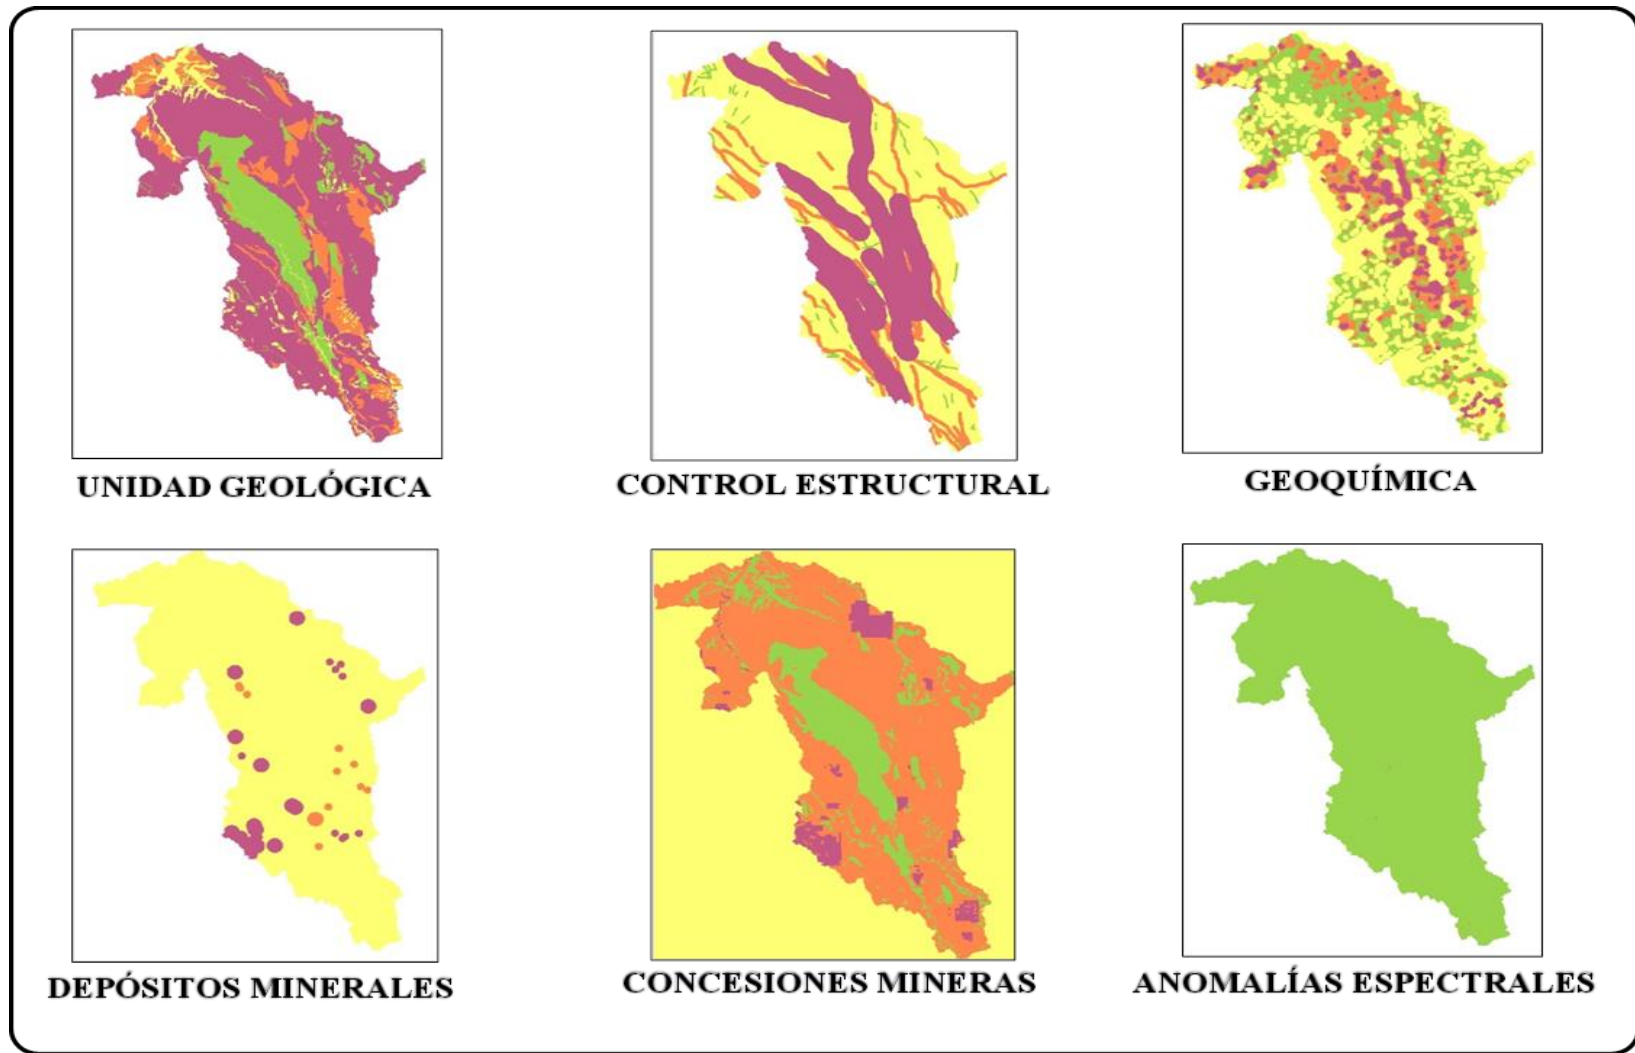 UNIDAD GEOLÓGICA
CONTROL ESTRUCTURAL
GEOQUÍMICA
DEPÓSITOS MINERALES
CONCESIONES MINERAS
ANOMALÍAS ESPECTRALES